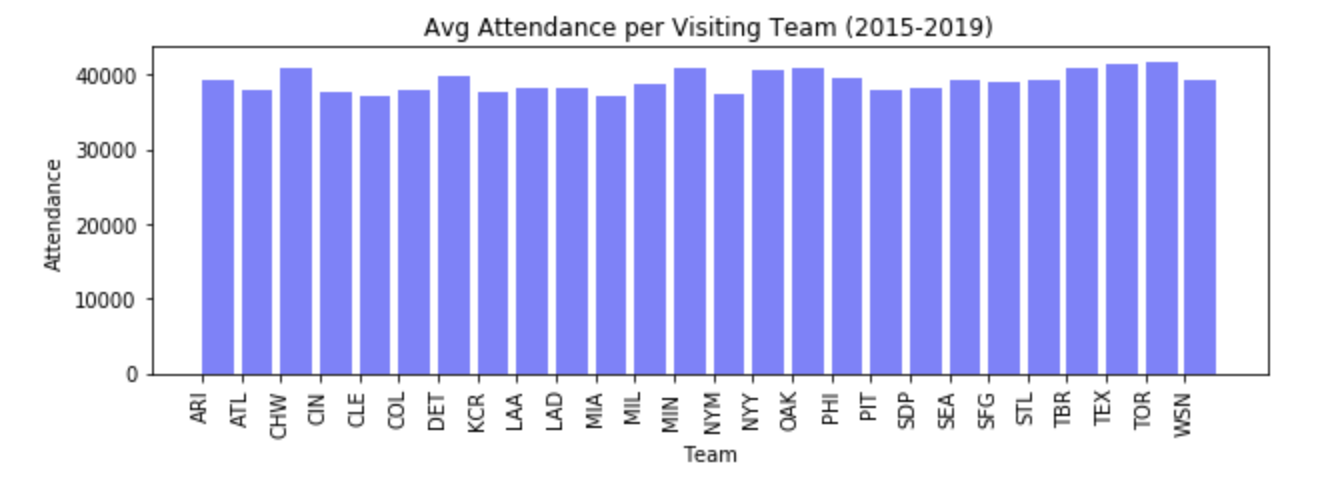 Avg Attendance per Visiting Team (2015-2019)
Attendance
40000
30000
20000
10000
0
ARI
ATL
CHW
CIN
CLE
COL
DET
KCR
LAA
LAD
MIA
MIL
MIN
NYM
NYY
OAK
PHI
PIT
SDP
SEA
SFG
STL
TBR
TEX
TOR
WSN
Team